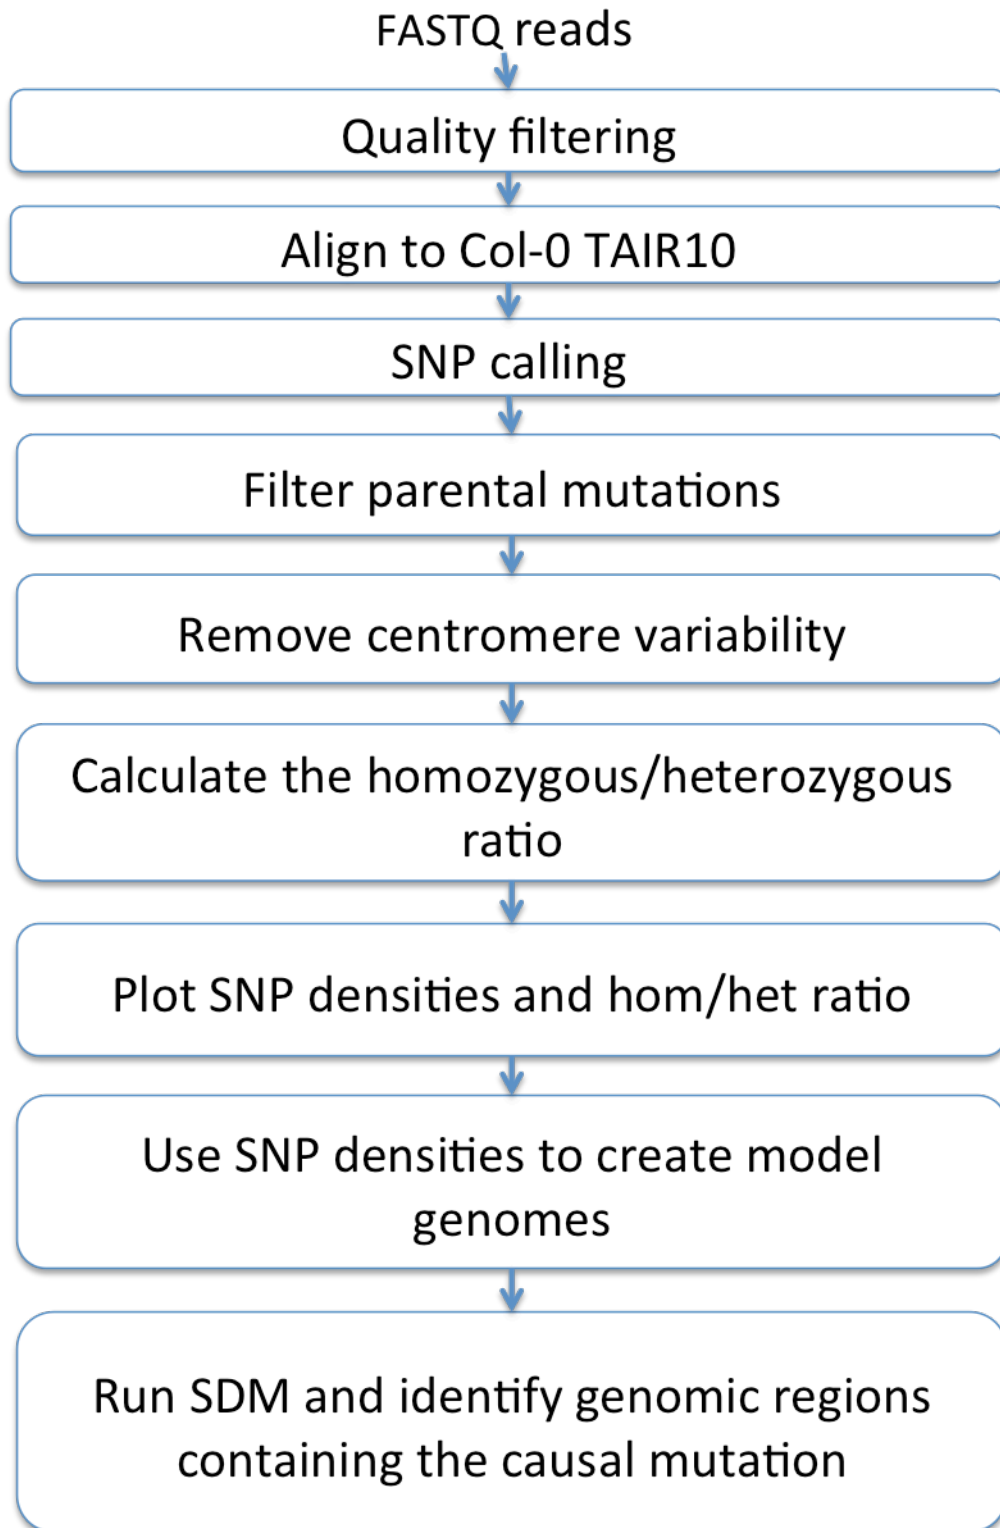 FASTQ reads
Quality filtering
Align to Col-0 TAIR10
SNP calling
Filter parental mutations
Remove centromere variability
Calculate the homozygous/heterozygous
ratio
Plot SNP densities and hom/het ratio
Use SNP densities to create model
genomes
Run SDM and identify genomic regions
containing the causal mutation